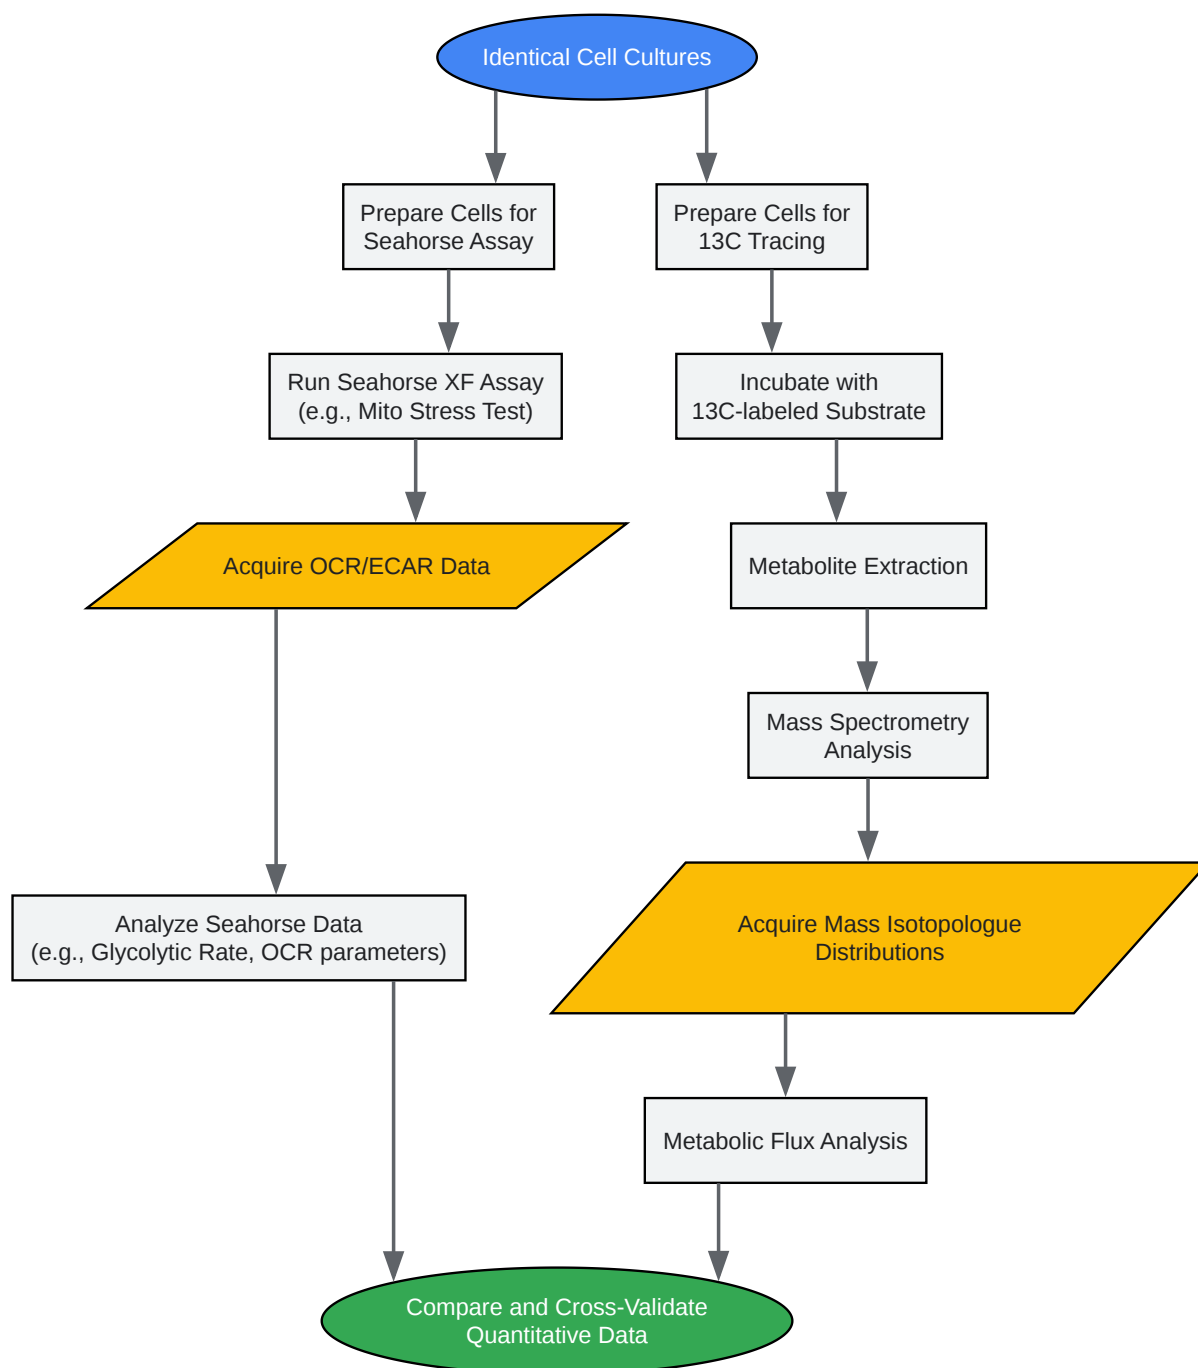 Identical Cell Cultures
Prepare Cells for
Seahorse Assay
Prepare Cells for
13C Tracing
Run Seahorse XF Assay
(e.g., Mito Stress Test)
Incubate with
13C-labeled Substrate
Acquire OCR/ECAR Data
Metabolite Extraction
Mass Spectrometry
Analysis
Analyze Seahorse Data
(e.g., Glycolytic Rate, OCR parameters)
Acquire Mass Isotopologue
Distributions
Metabolic Flux Analysis
Compare and Cross-Validate
Quantitative Data